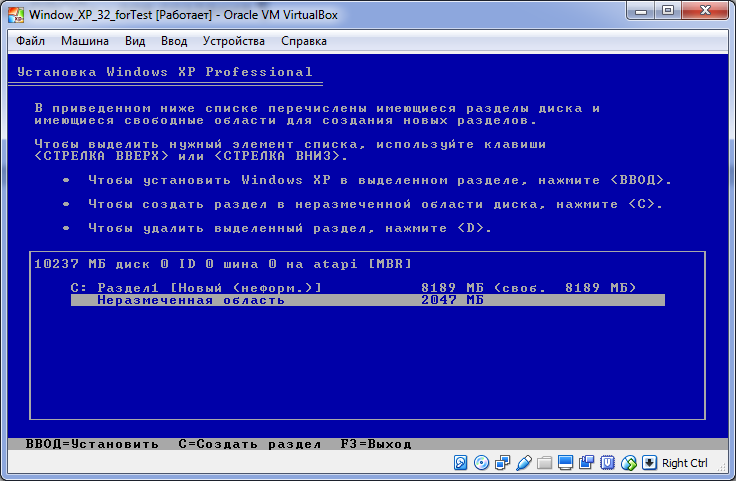 Window_XP_32_forTest [Работает] - Oracle VM VirtualBox
Файл Машина Вид Ввод Устройства Справка
Установка Windows XP Professional
В приведенном ниже списке перечислены имеющиеся разделы диска и
имеющиеся свободные области для создания новых разделов.
Чтобы выделить нужный элемент списка, используйте клавиши
<СТРЕЛКА ВВЕРХ> или <СТРЕЛКА ВНИЗ>.
• Чтобы установить Windows XP в выделенном разделе, нажмите <ВВОД>.
• Чтобы создать раздел в неразмеченной области диска, нажмите <C>.
• Чтобы удалить выделенный раздел, нажмите <D>.
10237 МБ диск 0 ID 0 шина 0 на atapi [MBR]
C: Раздел1 [Новый (неформ.)] 8189 МБ (своб. 8189 МБ)
Неразмеченная область 2047 МБ
ВВОД=Установить C=Создать раздел F3=Выход
Right Ctrl